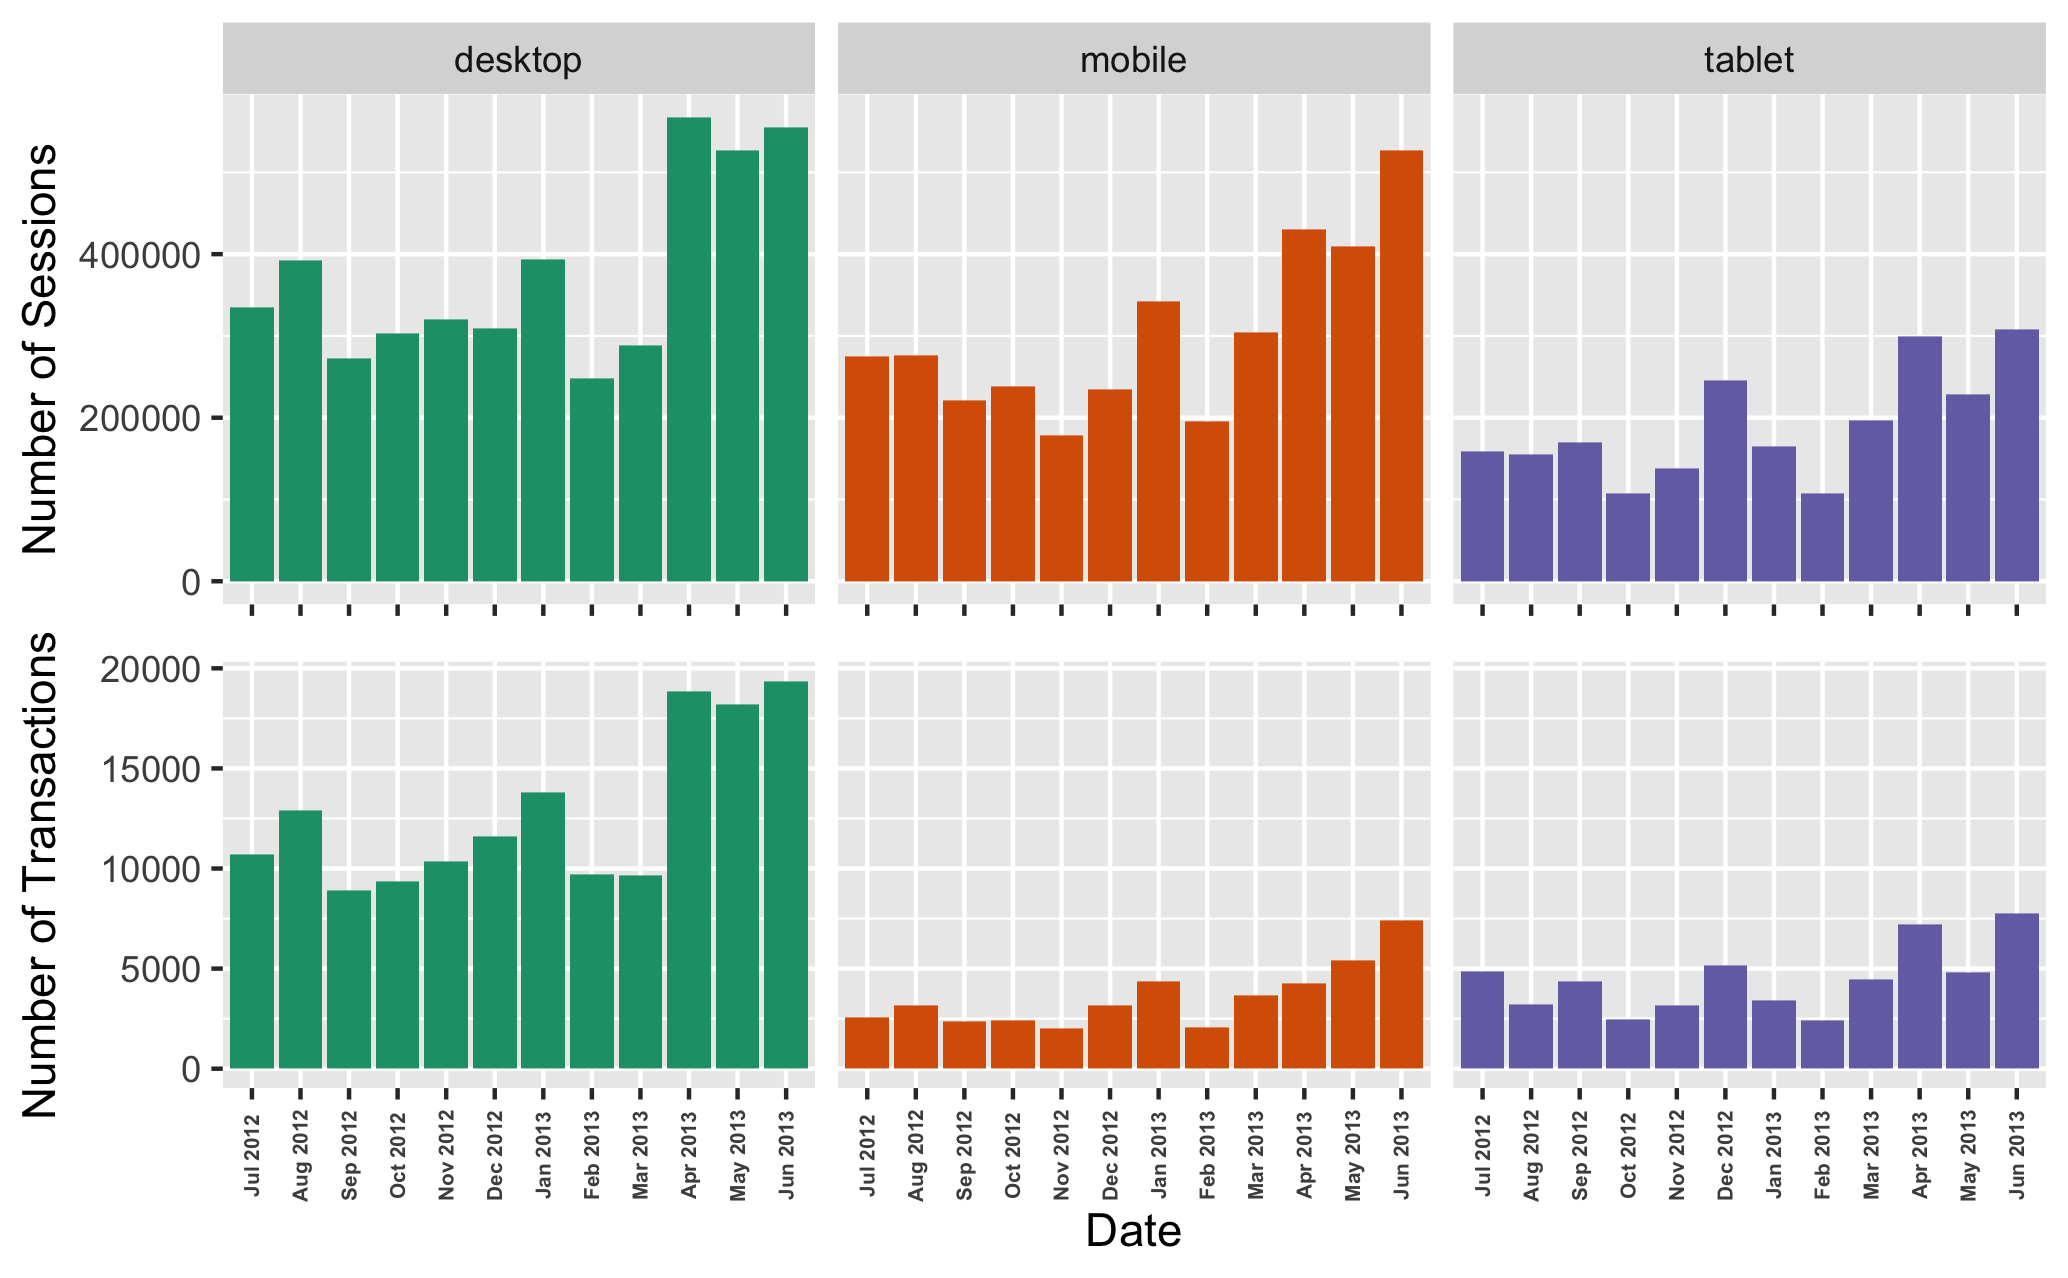 desktop
mobile
tablet
Number of Sessions
400000
200000
0
Number of Transactions
20000
15000
10000
5000
0
Jul 2012
Aug 2012
Sep 2012
Oct 2012
Nov 2012
Dec 2012
Jan 2013
Feb 2013
Mar 2013
Apr 2013
May 2013
Jun 2013
Jul 2012
Aug 2012
Sep 2012
Oct 2012
Nov 2012
Dec 2012
Jan 2013
Feb 2013
Mar 2013
Apr 2013
May 2013
Jun 2013
Jul 2012
Aug 2012
Sep 2012
Oct 2012
Nov 2012
Dec 2012
Jan 2013
Feb 2013
Mar 2013
Apr 2013
May 2013
Jun 2013
Date